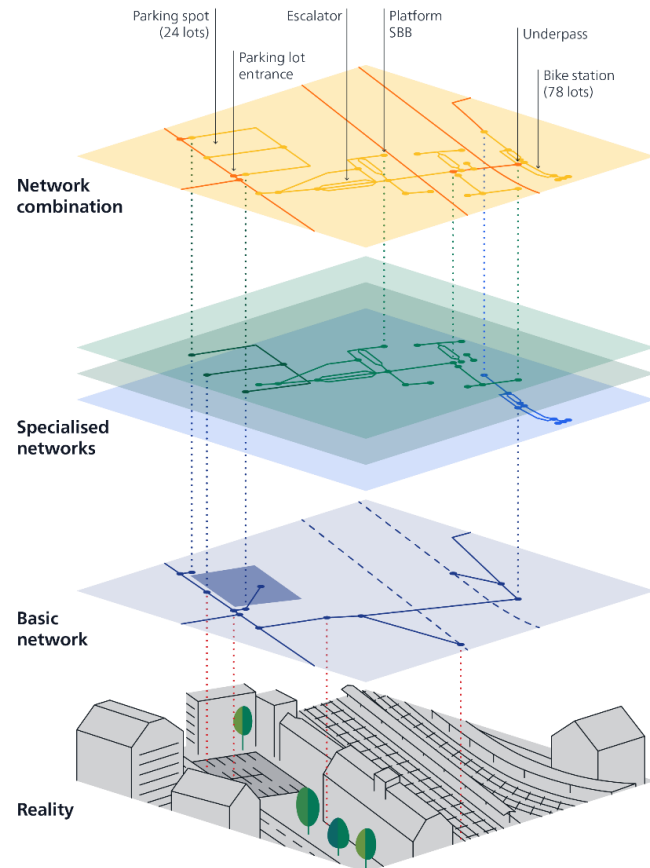 Parking spot
(24 lots)
Escalator
Platform
SBB
Underpass
Parking lot
entrance
Bike station
(78 lots)
Network
combination
Specialised
networks
Basic
network
Reality